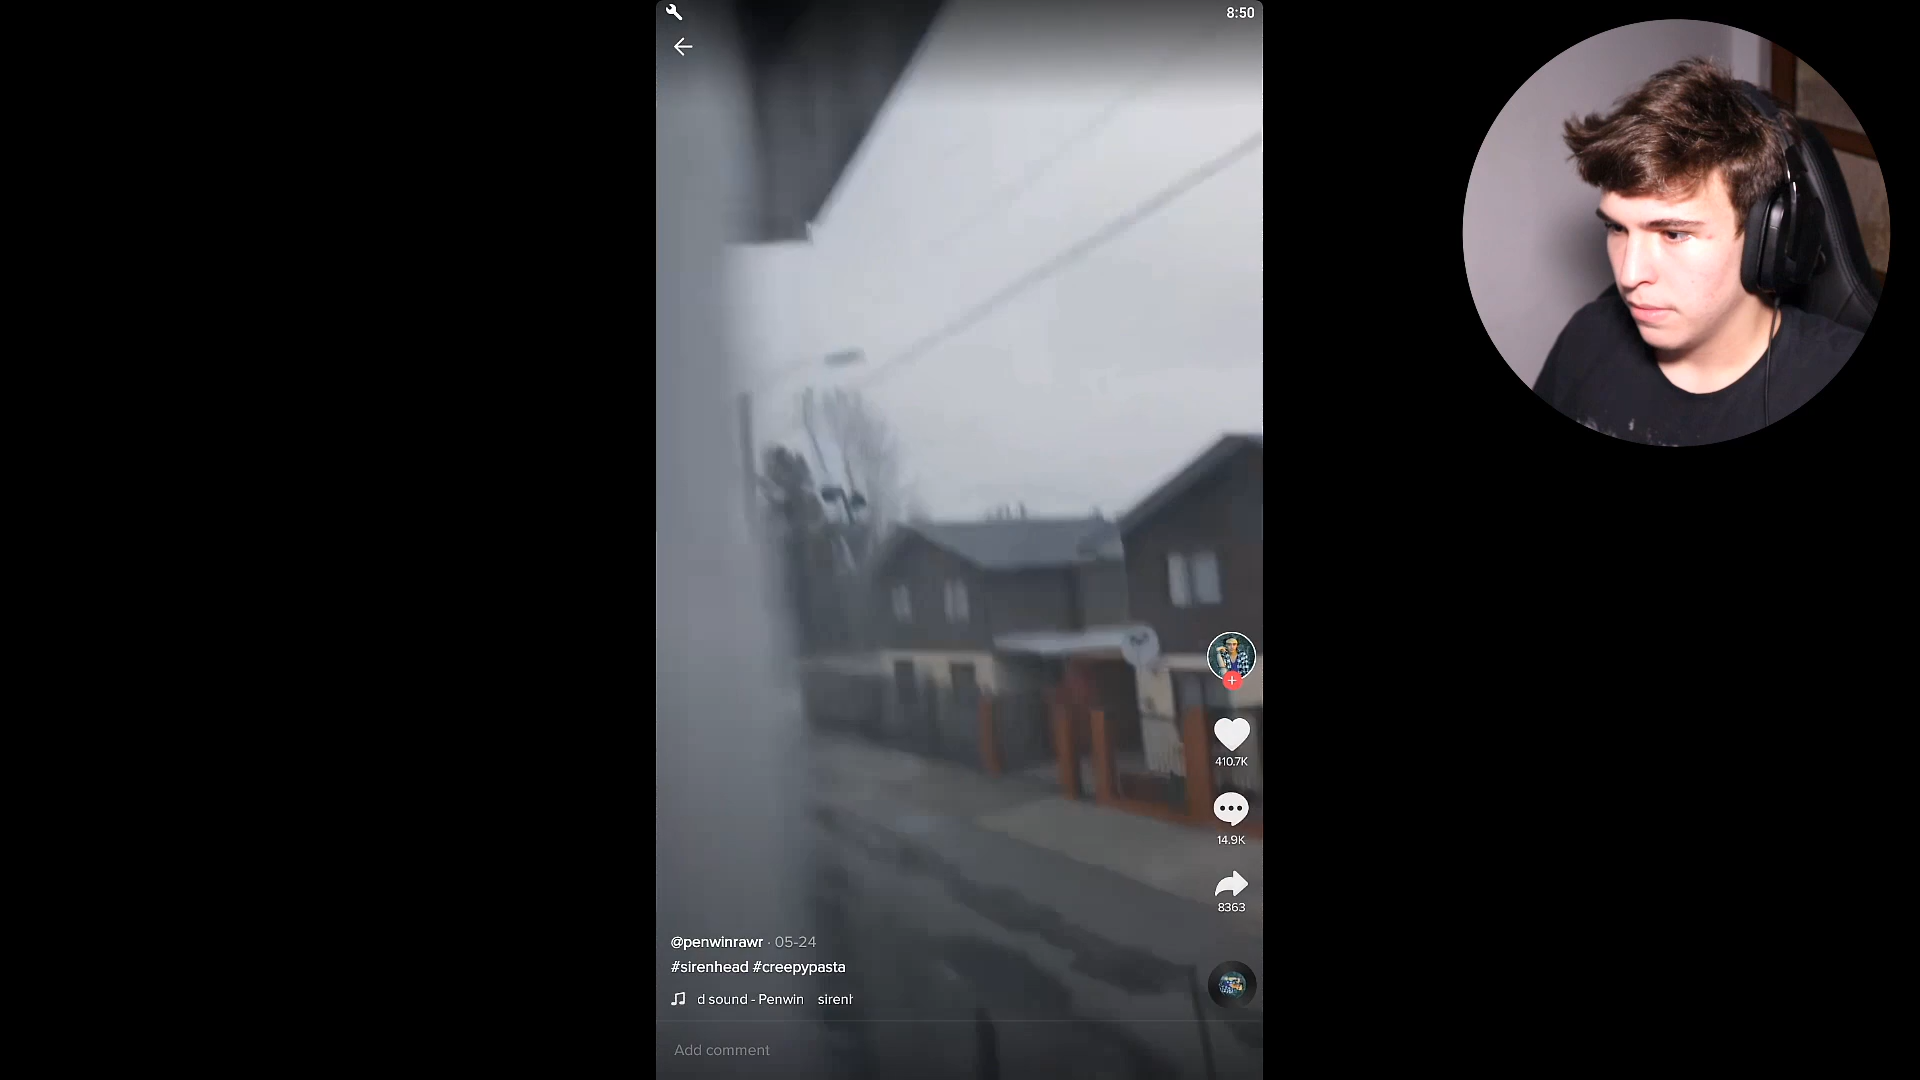 8:50
410.7K
14.9K
8363
@penwinrawr · 05-24
#sirenhead #creepypasta
d sound - Penwin sirenh
Add comment